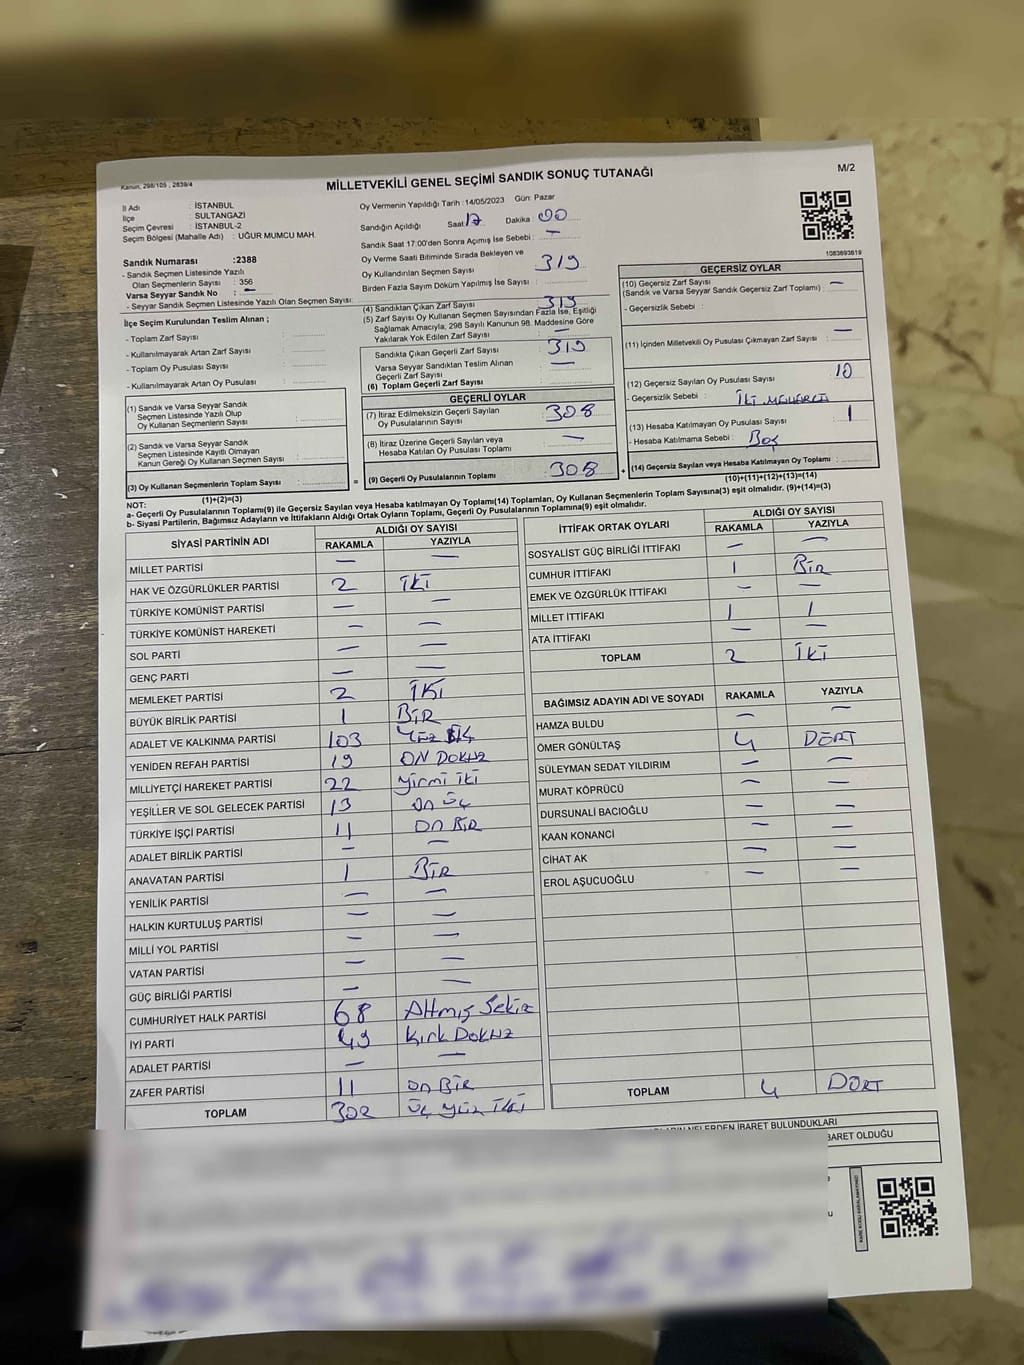 Kanun, 298/105 , 2839/4
M/2
MİLLETVEKİLİ GENEL SEÇİMİ SANDIK SONUÇ TUTANAĞI
İl Adı : İSTANBUL
İlçe : SULTANGAZİ
Seçim Çevresi : İSTANBUL-2
Seçim Bölgesi (Mahalle Adı) : UĞUR MUMCU MAH.
Sandık Numarası :2388
- Sandık Seçmen Listesinde Yazılı
Olan Seçmenlerin Sayısı : 356
Varsa Seyyar Sandık No : —
- Seyyar Sandık Seçmen Listesinde Yazılı Olan Seçmen Sayısı:
Oy Vermenin Yapıldığı Tarih :14/05/2023 Gün: Pazar
Sandığın Açıldığı Saat 17 Dakika 00
Sandık Saat 17:00'den Sonra Açımış İse Sebebi : —
Oy Verme Saati Bitiminde Sırada Bekleyen ve
Oy Kullandırılan Seçmen Sayısı : 319
Birden Fazla Sayım Döküm Yapılmış İse Sayısı :
(4) Sandıktan Çıkan Zarf Sayısı 319
(5) Zarf Sayısı Oy Kullanan Seçmen Sayısından Fazla İse, Eşitliği
Sağlamak Amacıyla, 298 Sayılı Kanunun 98. Maddesine Göre
Yakılarak Yok Edilen Zarf Sayısı : —
Sandıkta Çıkan Geçerli Zarf Sayısı : 319
Varsa Seyyar Sandıktan Teslim Alınan
Geçerli Zarf Sayısı : —
(6) Toplam Geçerli Zarf Sayısı
İlçe Seçim Kurulundan Teslim Alınan ;
- Toplam Zarf Sayısı :
- Kullanılmayarak Artan Zarf Sayısı :
- Toplam Oy Pusulası Sayısı :
- Kullanılmayarak Artan Oy Pusulası :
(1) Sandık ve Varsa Seyyar Sandık
Seçmen Listesinde Yazılı Olup
Oy Kullanan Seçmenlerin Sayısı :
(2) Sandık ve Varsa Seyyar Sandık
Seçmen Listesinde Kayıtlı Olmayan
Kanun Gereği Oy Kullanan Seçmen Sayısı :
(3) Oy Kullanan Seçmenlerin Toplam Sayısı :
(1)+(2)=(3)
GEÇERLİ OYLAR
(7) İtiraz Edilmeksizin Geçerli Sayılan
Oy Pusulalarının Sayısı : 308
(8) İtiraz Üzerine Geçerli Sayılan veya
Hesaba Katılan Oy Pusulası Toplamı : —
= (9) Geçerli Oy Pusulalarının Toplamı 308 +
1083693619
GEÇERSİZ OYLAR
(10) Geçersiz Zarf Sayısı
(Sandık ve Varsa Seyyar Sandık Geçersiz Zarf Toplamı) : —
- Geçersizlik Sebebi :
(11) İçinden Milletvekili Oy Pusulası Çıkmayan Zarf Sayısı : —
(12) Geçersiz Sayılan Oy Pusulası Sayısı : 10
- Geçersizlik Sebebi :
(13) Hesaba Katılmayan Oy Pusulası Sayısı : 1
- Hesaba Katılmama Sebebi : Boş
(14) Geçersiz Sayılan veya Hesaba Katılmayan Oy Toplamı :
(10)+(11)+(12)+(13)=(14)
NOT:
a- Geçerli Oy Pusulalarının Toplamı(9) ile Geçersiz Sayılan veya Hesaba katılmayan Oy Toplamı(14) Toplamları, Oy Kullanan Seçmenlerin Toplam Sayısına(3) eşit olmalıdır. (9)+(14)=(3)
b- Siyasi Partilerin, Bağımsız Adayların ve İttifakların Aldığı Ortak Oyların Toplamı, Geçerli Oy Pusulalarının Toplamına(9) eşit olmalıdır.
SİYASİ PARTİNİN ADI ALDIĞI OY SAYISI
RAKAMLA YAZIYLA
MİLLET PARTİSİ — —
HAK VE ÖZGÜRLÜKLER PARTİSİ 2 İKİ
TÜRKİYE KOMÜNİST PARTİSİ — —
TÜRKİYE KOMÜNİST HAREKETİ — —
SOL PARTİ — —
GENÇ PARTİ — —
MEMLEKET PARTİSİ 2 İKİ
BÜYÜK BİRLİK PARTİSİ 1 BİR
ADALET VE KALKINMA PARTİSİ 103 YÜZ ÜÇ
YENİDEN REFAH PARTİSİ 19 ON DOKUZ
MİLLİYETÇİ HAREKET PARTİSİ 22 yirmi iki
YEŞİLLER VE SOL GELECEK PARTİSİ 13 on üç
TÜRKİYE İŞÇİ PARTİSİ 11 ON BİR
ADALET BİRLİK PARTİSİ — —
ANAVATAN PARTİSİ 1 BİR
YENİLİK PARTİSİ — —
HALKIN KURTULUŞ PARTİSİ — —
MİLLİ YOL PARTİSİ — —
VATAN PARTİSİ — —
GÜÇ BİRLİĞİ PARTİSİ — —
CUMHURİYET HALK PARTİSİ 68 Altmış Sekiz
İYİ PARTİ 49 Kırk DOKUZ
ADALET PARTİSİ — —
ZAFER PARTİSİ 11 on BİR
TOPLAM 302 üç yüz İKİ
İTTİFAK ORTAK OYLARI ALDIĞI OY SAYISI
RAKAMLA YAZIYLA
SOSYALİST GÜÇ BİRLİĞİ İTTİFAKI — —
CUMHUR İTTİFAKI 1 BİR
EMEK VE ÖZGÜRLÜK İTTİFAKI — —
MİLLET İTTİFAKI 1 1
ATA İTTİFAKI — —
TOPLAM 2 İKİ
BAĞIMSIZ ADAYIN ADI VE SOYADI RAKAMLA YAZIYLA
HAMZA BULDU — —
ÖMER GÖNÜLTAŞ 4 DÖRT
SÜLEYMAN SEDAT YILDIRIM — —
MURAT KÖPRÜCÜ — —
DURSUNALİ BACIOĞLU — —
KAAN KONANCİ — —
CİHAT AK — —
EROL AŞUCUOĞLU — —
TOPLAM 4 DÖRT
NELERDEN İBARET BULUNDUKLARI
BARET OLDUĞU